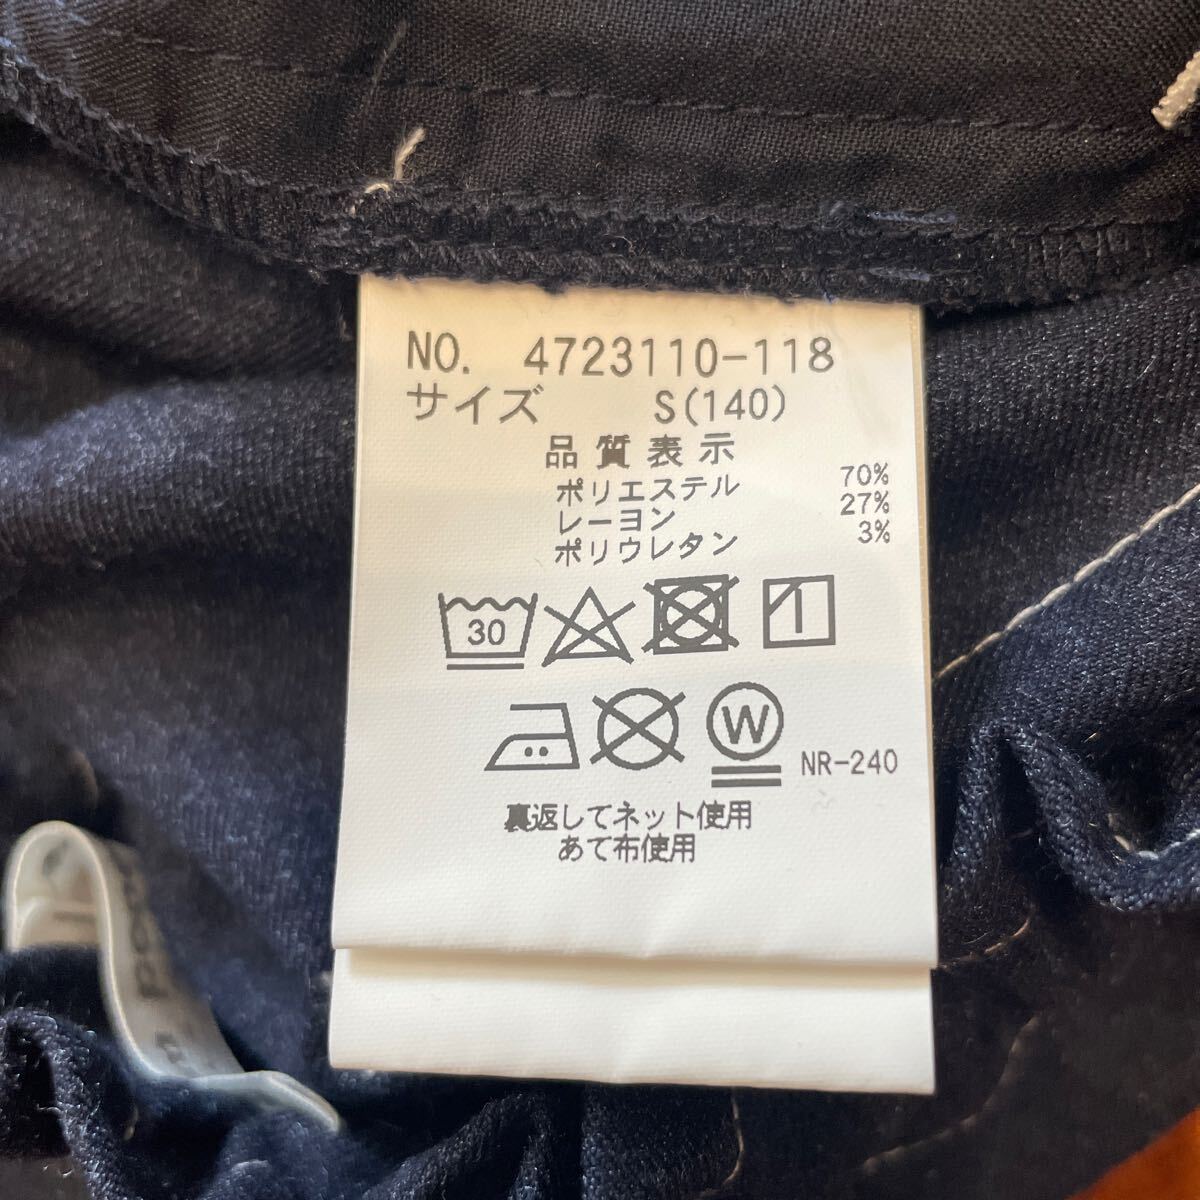 NO. 4723110-118
サイズ S(140)
品質表示
ポリエステル 70%
レーヨン 27%
ポリウレタン 3%
30
W
NR-240
裏返してネット使用
あて布使用